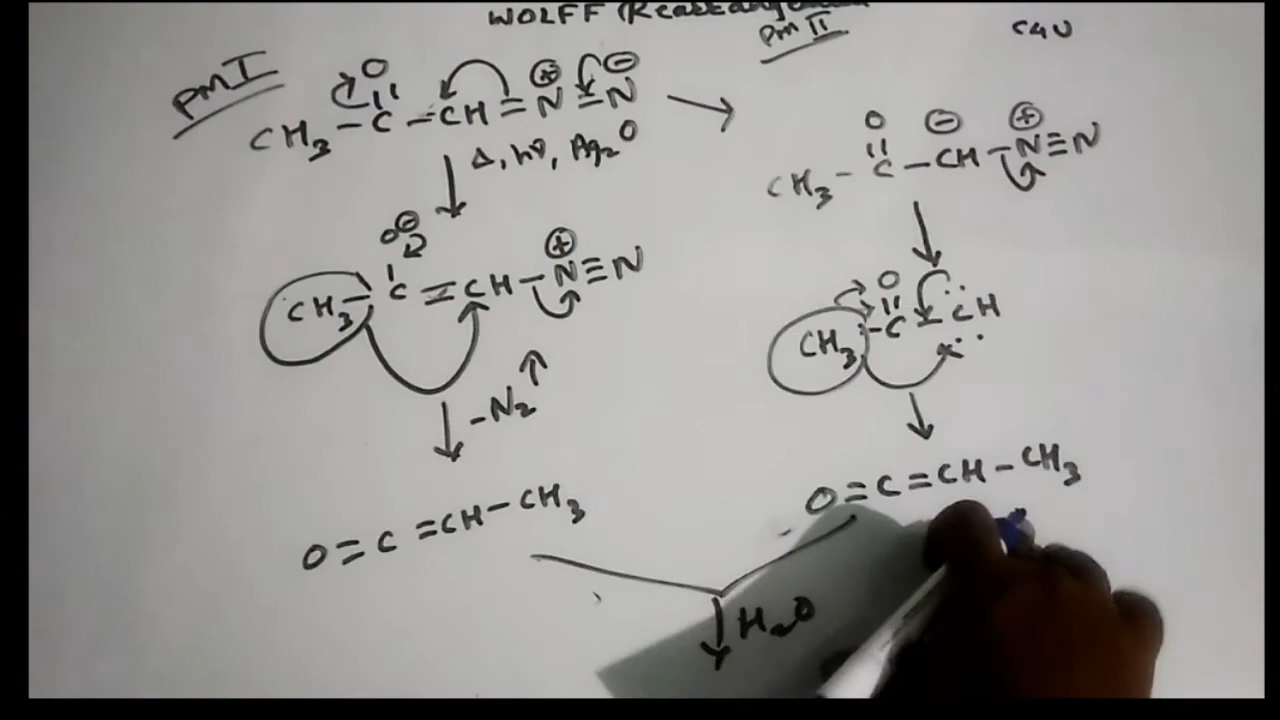 WOLFF (Rearrangement
PM I
PM II
C4U
CH3 - C = O - CH = N⊕ = N⊖
Δ, hν, Ag2O
CH3 - C - O⊖ = CH - N⊕ ≡ N
- N2 ↑
O = C = CH - CH3
CH3 - C = O - CH⊖ - N⊕ ≡ N
CH3 - C = O - CH
O = C = CH - CH3
H2O